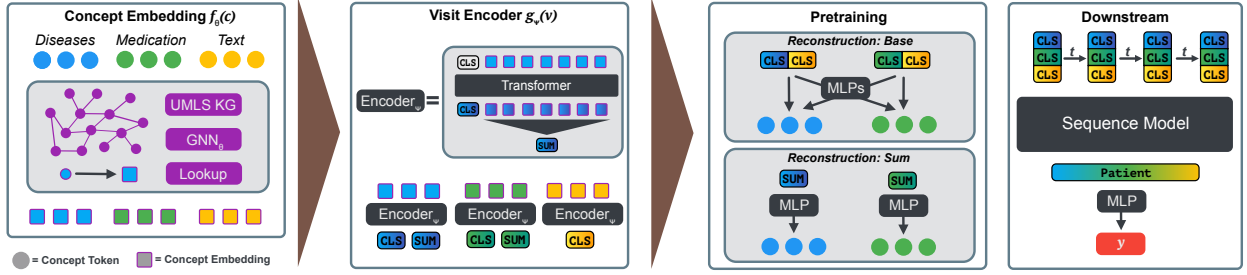 Concept Embedding fθ(c)
Diseases Medication Text
UMLS KG
GNNθ
Lookup
= Concept Token = Concept Embedding
Visit Encoder gψ(v)
CLS
Transformer
Encoderψ =
CLS
SUM
Encoderψ Encoderψ Encoderψ
CLS SUM CLS SUM CLS
Pretraining
Reconstruction: Base
CLS CLS CLS CLS
MLPs
Reconstruction: Sum
SUM SUM
MLP MLP
Downstream
CLS CLS CLS CLS
t t t
CLS CLS CLS CLS
CLS CLS CLS CLS
Sequence Model
Patient
MLP
y